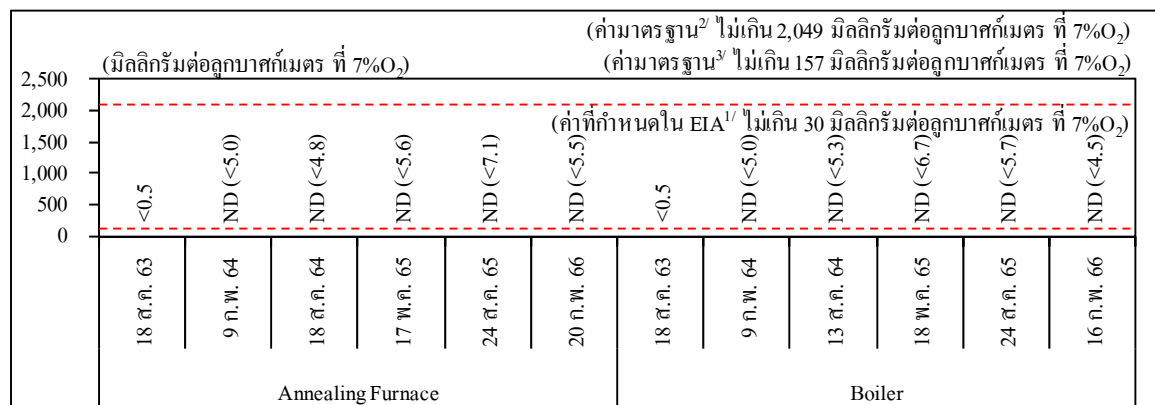 (ค่ามาตรฐาน2/ ไม่เกิน 2,049 มิลลิกรัมต่อลูกบาศก์เมตร ที่ 7%O2)
(มิลลิกรัมต่อลูกบาศก์เมตร ที่ 7%O2)
(ค่ามาตรฐาน3/ ไม่เกิน 157 มิลลิกรัมต่อลูกบาศก์เมตร ที่ 7%O2)
2,500
2,000
(ค่าที่กำหนดใน EIA1/ ไม่เกิน 30 มิลลิกรัมต่อลูกบาศก์เมตร ที่ 7%O2)
1,500
1,000
500
0
<0.5
ND (<5.0)
ND (<4.8)
ND (<5.6)
ND (<7.1)
ND (<5.5)
<0.5
ND (<5.0)
ND (<5.3)
ND (<6.7)
ND (<5.7)
ND (<4.5)
18 ส.ค. 63
9 ก.พ. 64
18 ส.ค. 64
17 พ.ค. 65
24 ส.ค. 65
20 ก.พ. 66
18 ส.ค. 63
9 ก.พ. 64
13 ส.ค. 64
18 พ.ค. 65
24 ส.ค. 65
16 ก.พ. 66
Annealing Furnace
Boiler